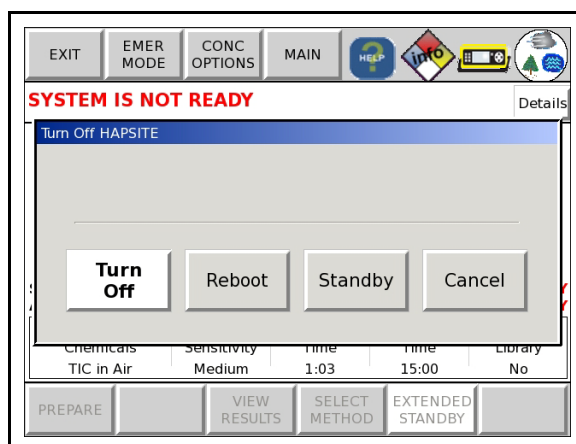 EXIT
EMER
MODE
CONC
OPTIONS
MAIN
HELP
info
SYSTEM IS NOT READY
Details
Turn Off HAPSITE
Turn
Off
Reboot
Standby
Cancel
Chemicals Sensitivity Time Time Library
TIC in Air Medium 1:03 15:00 No
PREPARE
VIEW
RESULTS
SELECT
METHOD
EXTENDED
STANDBY